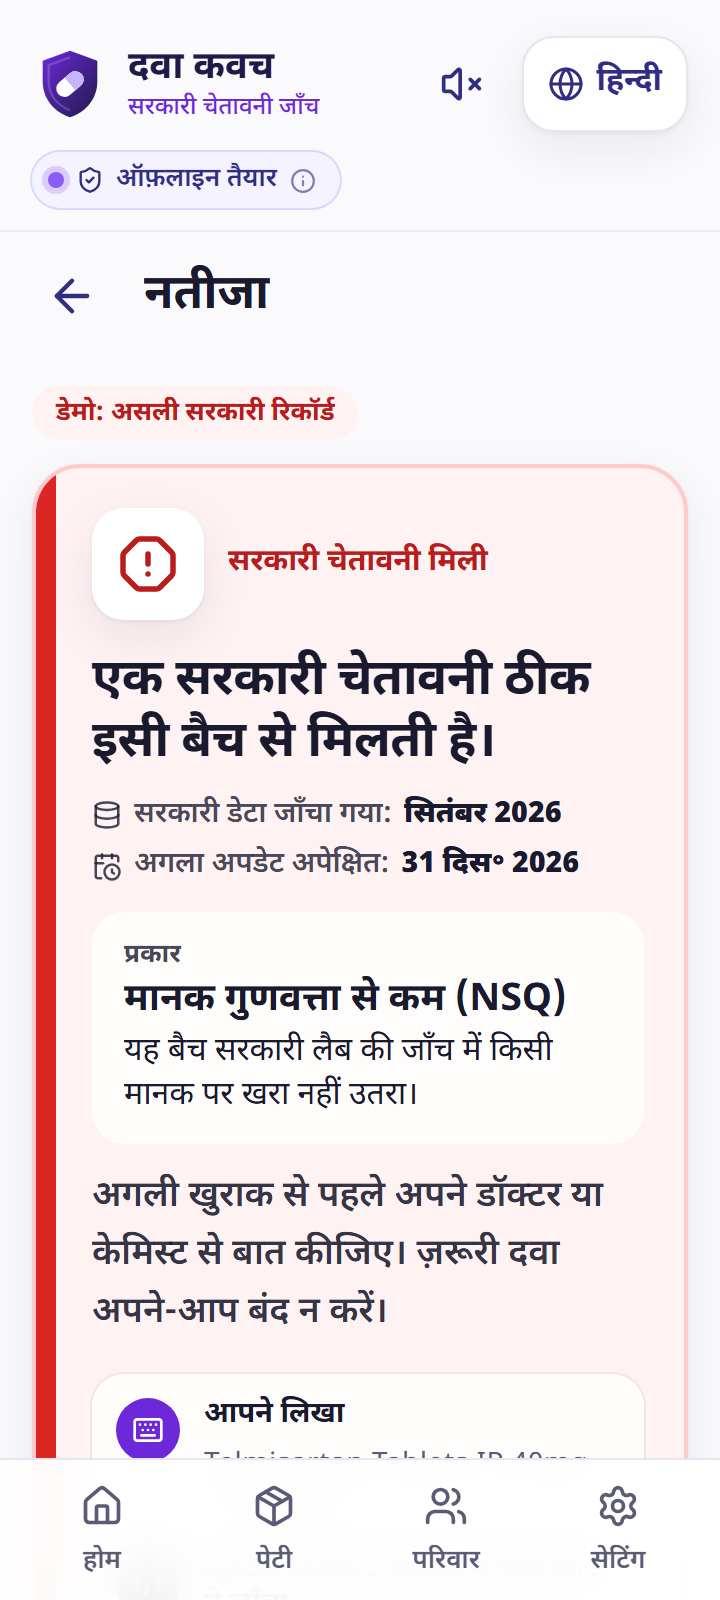 दवा कवच
सरकारी चेतावनी जाँच
हिन्दी
ऑफ़लाइन तैयार
नतीजा
डेमो: असली सरकारी रिकॉर्ड
सरकारी चेतावनी मिली
एक सरकारी चेतावनी ठीक
इसी बैच से मिलती है।
सरकारी डेटा जाँचा गया: सितंबर 2026
अगला अपडेट अपेक्षित: 31 दिस॰ 2026
प्रकार
मानक गुणवत्ता से कम (NSQ)
यह बैच सरकारी लैब की जाँच में किसी
मानक पर खरा नहीं उतरा।
अगली खुराक से पहले अपने डॉक्टर या
केमिस्ट से बात कीजिए। ज़रूरी दवा
अपने-आप बंद न करें।
आपने लिखा
होम
पेटी
परिवार
सेटिंग